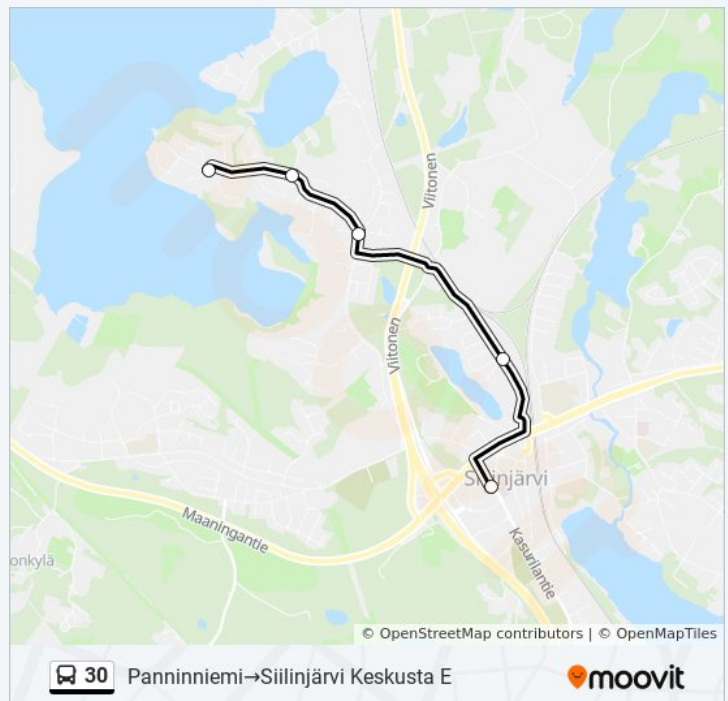 Viitonen
Viitonen
Siilinjärvi
Maaningantie
Kasurilantie
onkylä
© OpenStreetMap contributors | © OpenMapTiles
30 Panninniemi→Siilinjärvi Keskusta E
moovit